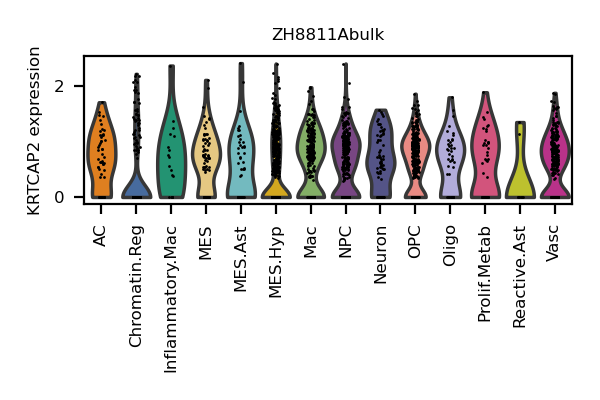 ZH8811Abulk
KRTCAP2 expression
2
0
AC
Chromatin.Reg
Inflammatory.Mac
MES
MES.Ast
MES.Hyp
Mac
NPC
Neuron
OPC
Oligo
Prolif.Metab
Reactive.Ast
Vasc